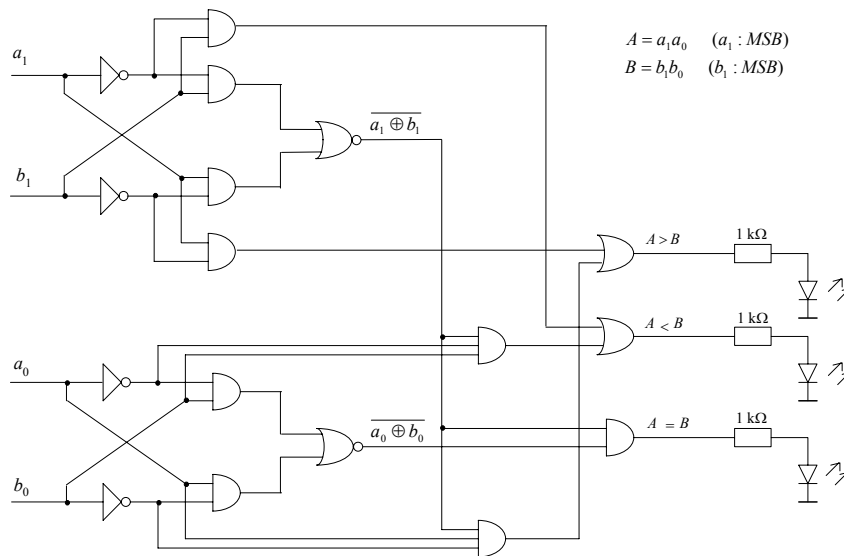 A = a₁a₀ (a₁ : MSB)
B = b₁b₀ (b₁ : MSB)
a₁
a₁ ⊕ b₁
b₁
A > B
1 kΩ
A < B
1 kΩ
a₀
A = B
1 kΩ
a₀ ⊕ b₀
b₀